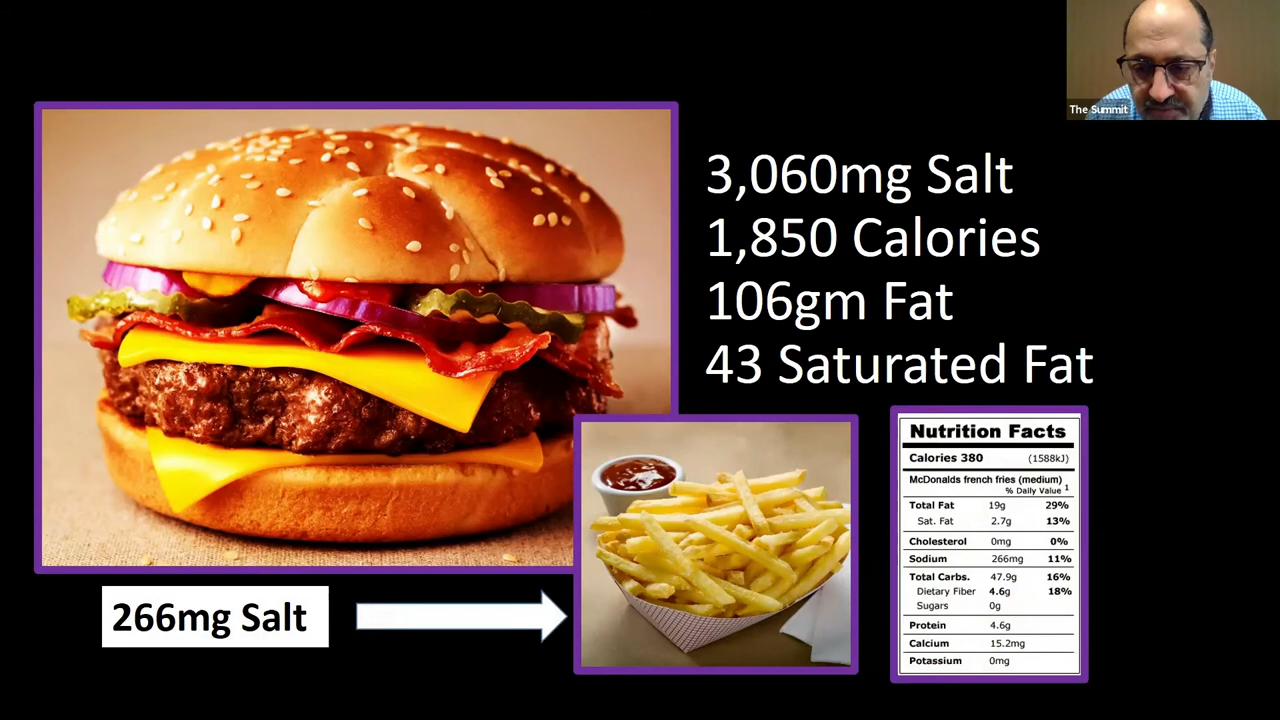 The Summit
3,060mg Salt
1,850 Calories
106gm Fat
43 Saturated Fat
266mg Salt
Nutrition Facts
Calories 380 (1588kJ)
McDonalds french fries (medium)
% Daily Value 1
Total Fat 19g 29%
Sat. Fat 2.7g 13%
Cholesterol 0mg 0%
Sodium 266mg 11%
Total Carbs. 47.9g 16%
Dietary Fiber 4.6g 18%
Sugars 0g
Protein 4.6g
Calcium 15.2mg
Potassium 0mg